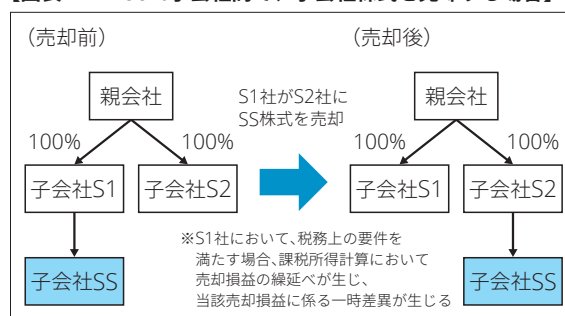 （売却前）
（売却後）
親会社
S1社がS2社に
SS株式を売却
親会社
100%
100%
100%
100%
子会社S1
子会社S2
子会社S1
子会社S2
※S1社において、税務上の要件を
満たす場合、課税所得計算において
売却損益の繰延べが生じ、
当該売却損益に係る一時差異が生じる
子会社SS
子会社SS